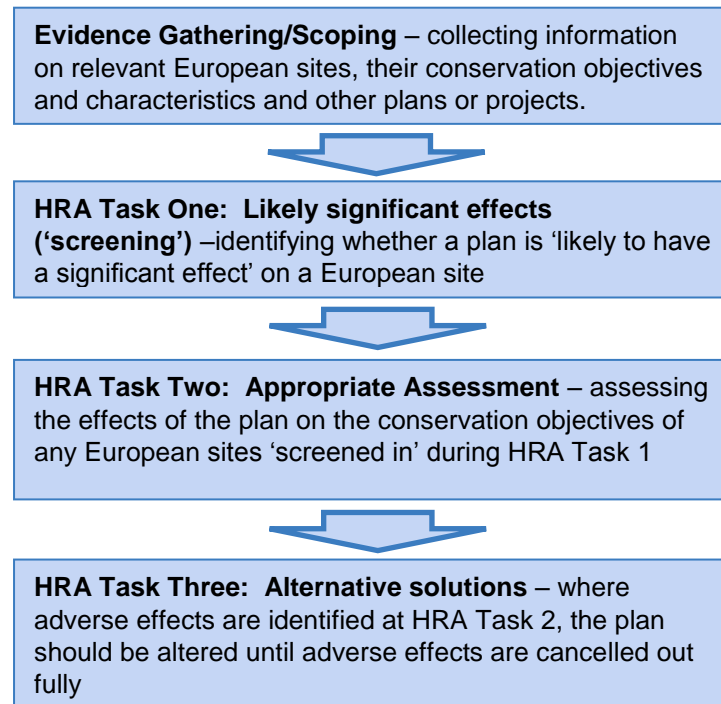 Evidence Gathering/Scoping – collecting information
on relevant European sites, their conservation objectives
and characteristics and other plans or projects.
HRA Task One:  Likely significant effects
(‘screening’) –identifying whether a plan is ‘likely to have
a significant effect’ on a European site
HRA Task Two:  Appropriate Assessment – assessing
the effects of the plan on the conservation objectives of
any European sites ‘screened in’ during HRA Task 1
HRA Task Three:  Alternative solutions – where
adverse effects are identified at HRA Task 2, the plan
should be altered until adverse effects are cancelled out
fully